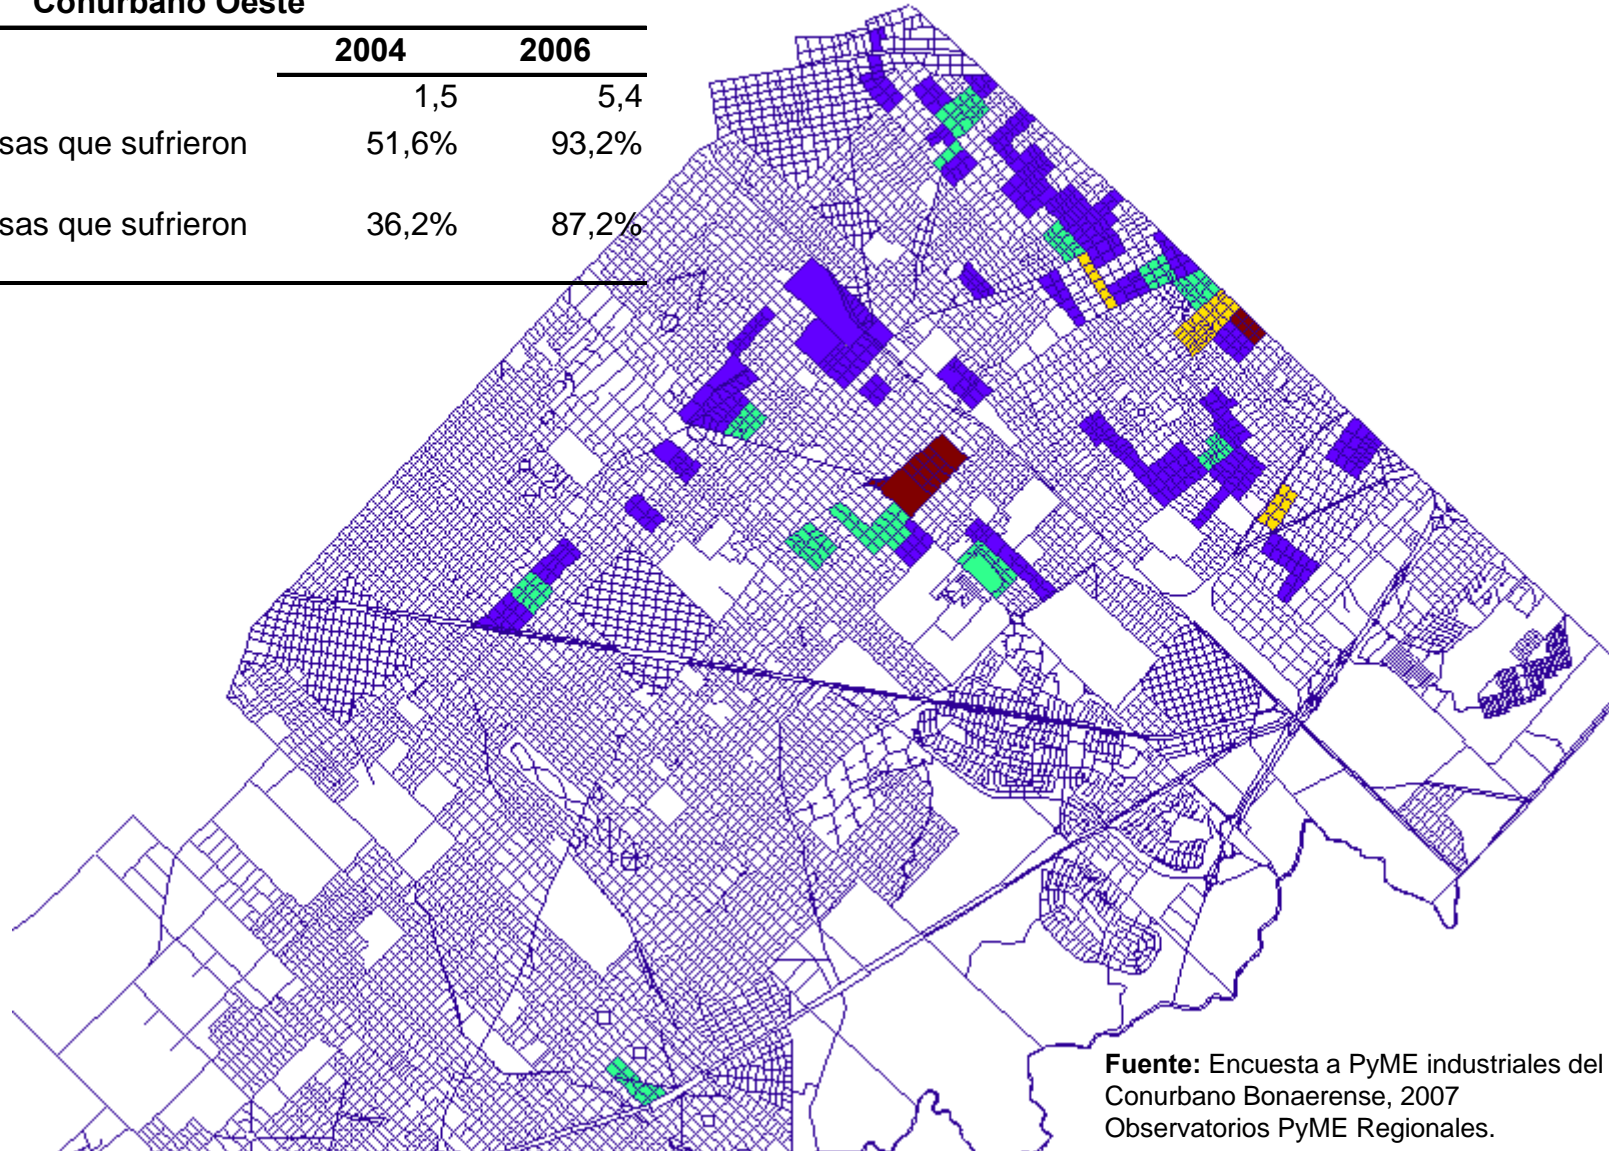 Conurbano Oeste
2004 2006
1,5 5,4
sas que sufrieron 51,6% 93,2%
sas que sufrieron 36,2% 87,2%
Fuente: Encuesta a PyME industriales del
Conurbano Bonaerense, 2007
Observatorios PyME Regionales.